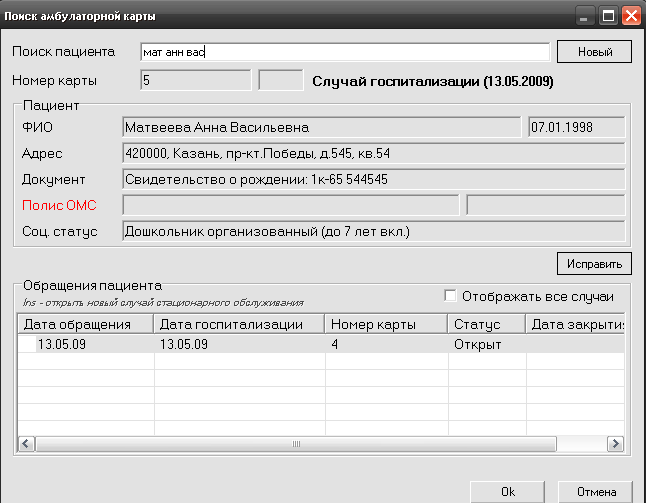 Поиск амбулаторной карты
Поиск пациента мат анн вас Новый
Номер карты 5 Случай госпитализации (13.05.2009)
Пациент
ФИО Матвеева Анна Васильевна 07.01.1998
Адрес 420000, Казань, пр-кт.Победы, д.545, кв.54
Документ Свидетельство о рождении: 1к-65 544545
Полис ОМС
Соц. статус Дошкольник организованный (до 7 лет вкл.)
Исправить
Обращения пациента
Ins - открыть новый случай стационарного обслуживания Отображать все случаи
Дата обращения Дата госпитализации Номер карты Статус Дата закрытия
13.05.09 13.05.09 4 Открыт
Ok Отмена